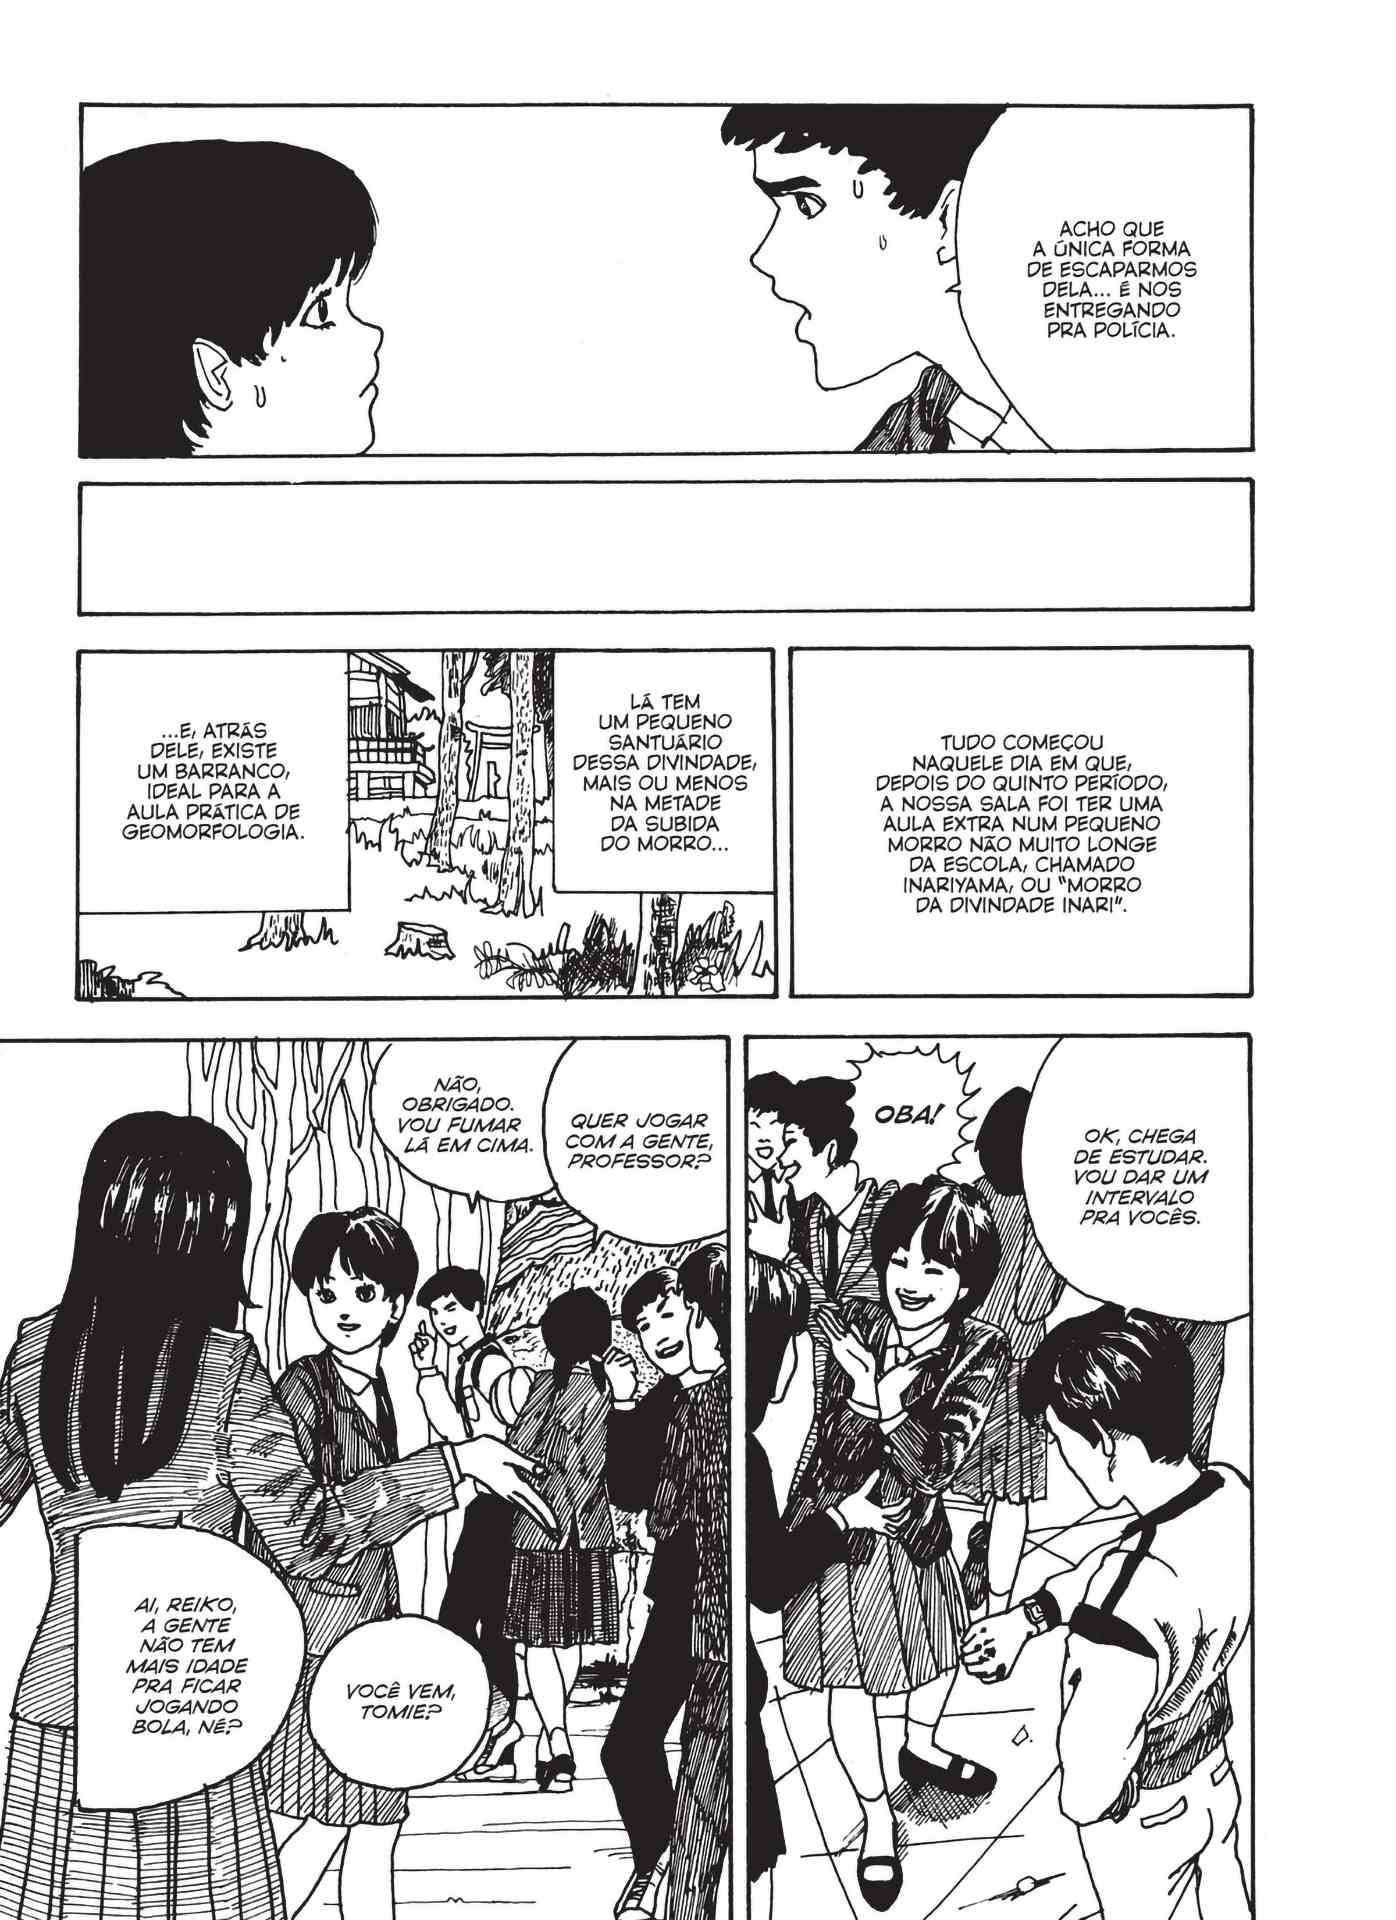 ACHO QUE
A ÚNICA FORMA
DE ESCAPARMOS
DELA... É NOS
ENTREGANDO
PRA POLÍCIA.
TUDO COMEÇOU
NAQUELE DIA EM QUE,
DEPOIS DO QUINTO PERÍODO,
A NOSSA SALA FOI TER UMA
AULA EXTRA NUM PEQUENO
MORRO NÃO MUITO LONGE
DA ESCOLA, CHAMADO
INARIYAMA, OU "MORRO
DA DIVINDADE INARI".
LÁ TEM
UM PEQUENO
SANTUÁRIO
DESSA DIVINDADE,
MAIS OU MENOS
NA METADE
DA SUBIDA
DO MORRO...
...E, ATRÁS
DELE, EXISTE
UM BARRANCO,
IDEAL PARA A
AULA PRÁTICA DE
GEOMORFOLOGIA.
OK, CHEGA
DE ESTUDAR.
VOU DAR UM
INTERVALO
PRA VOCÊS.
OBA!
QUER JOGAR
COM A GENTE,
PROFESSOR?
NÃO,
OBRIGADO.
VOU FUMAR
LÁ EM CIMA.
VOCÊ VEM,
TOMIE?
AI, REIKO,
A GENTE
NÃO TEM
MAIS IDADE
PRA FICAR
JOGANDO
BOLA, NÉ?